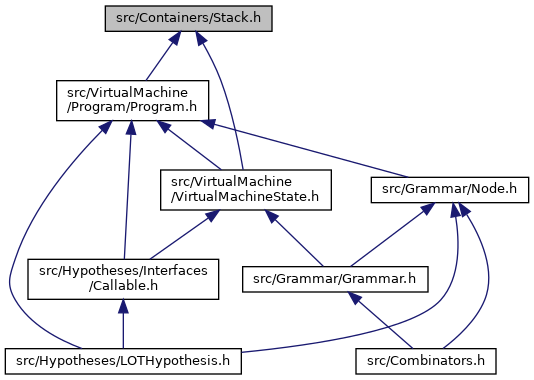 src/Containers/Stack.h
src/VirtualMachine
/Program/Program.h
src/VirtualMachine
/VirtualMachineState.h
src/Grammar/Node.h
src/Hypotheses/Interfaces
/Callable.h
src/Grammar/Grammar.h
src/Hypotheses/LOTHypothesis.h
src/Combinators.h